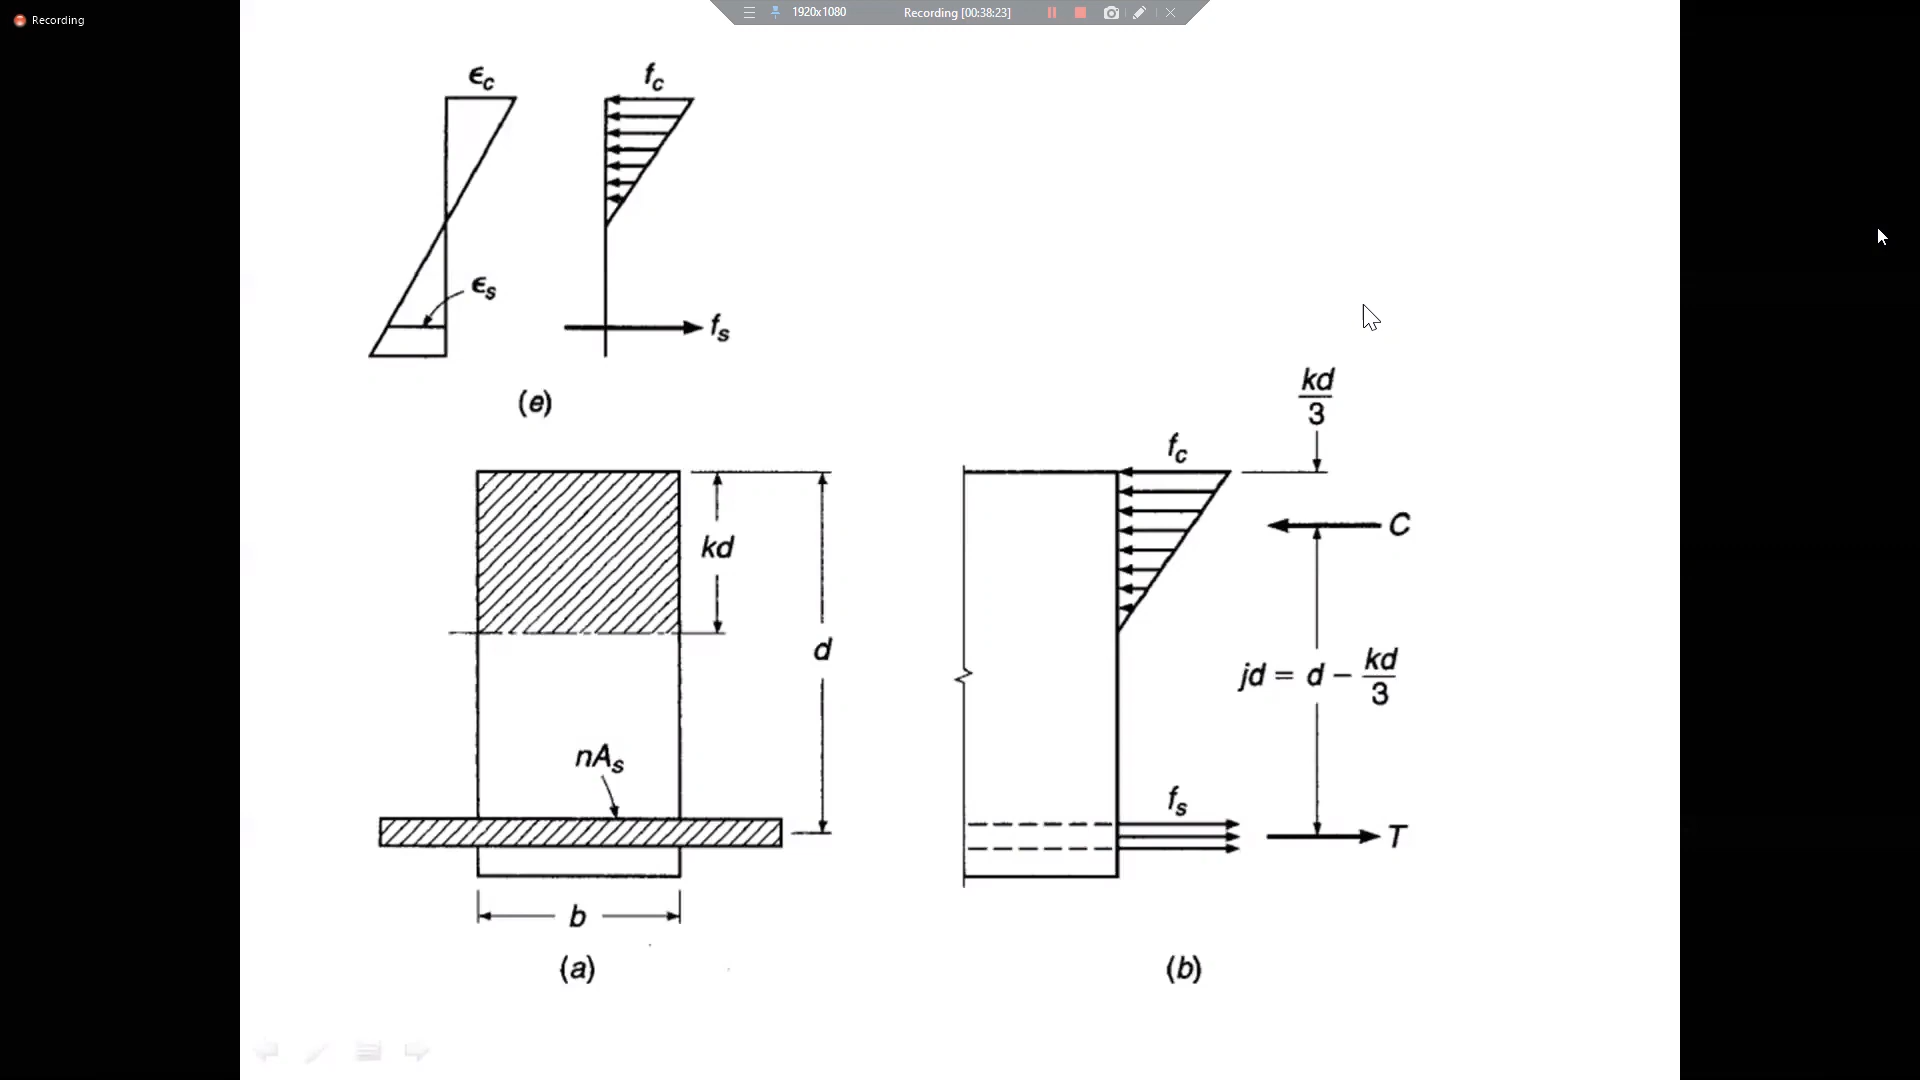 Recording
1920x1080 Recording [00:38:23]
ϵc
fc
ϵs
fs
(e)
kd
3
fc
C
kd
d
jd = d − kd/3
nAs
fs
T
b
(a)
(b)